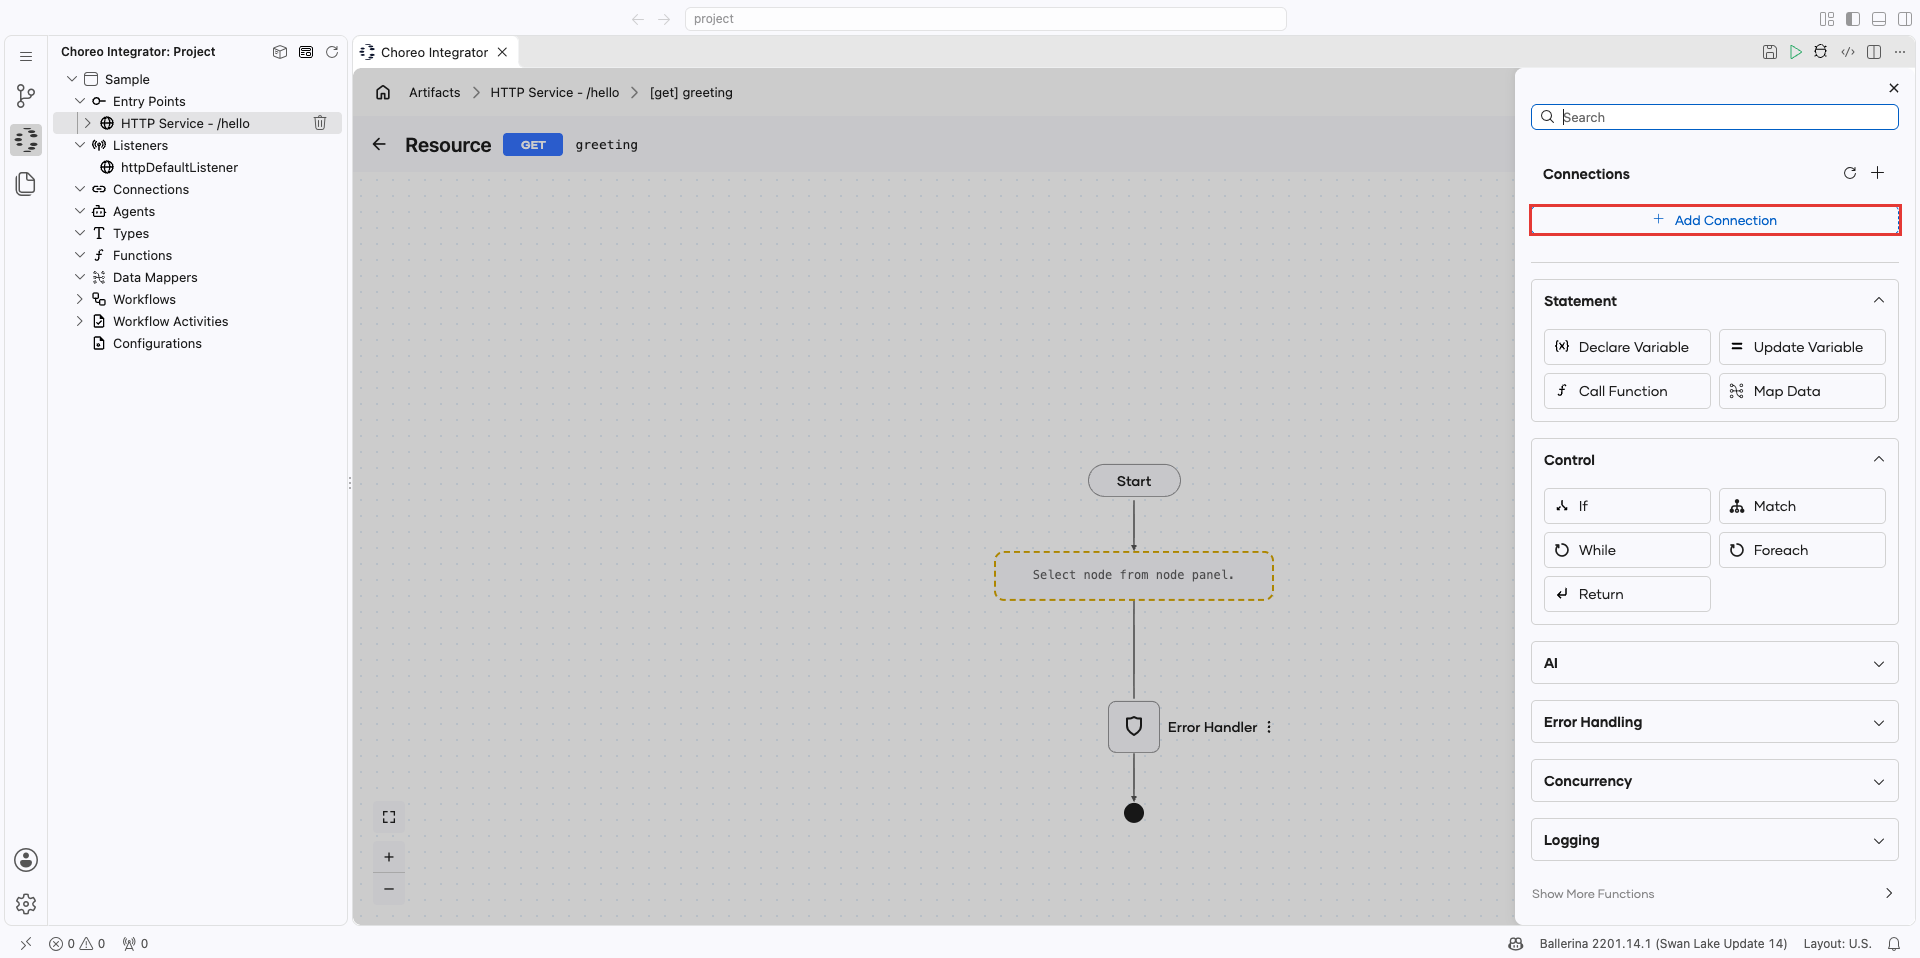 project
Choreo Integrator: Project
Sample
Entry Points
HTTP Service - /hello
Listeners
httpDefaultListener
Connections
Agents
Types
Functions
Data Mappers
Workflows
Workflow Activities
Configurations
Choreo Integrator
Artifacts
HTTP Service - /hello
[get] greeting
Resource
GET
greeting
Start
Select node from node panel.
Error Handler
Search
Connections
Add Connection
Statement
Declare Variable
Update Variable
Call Function
Map Data
Control
If
Match
While
Foreach
Return
AI
Error Handling
Concurrency
Logging
Show More Functions
0
0
0
Ballerina 2201.14.1 (Swan Lake Update 14)
Layout: U.S.